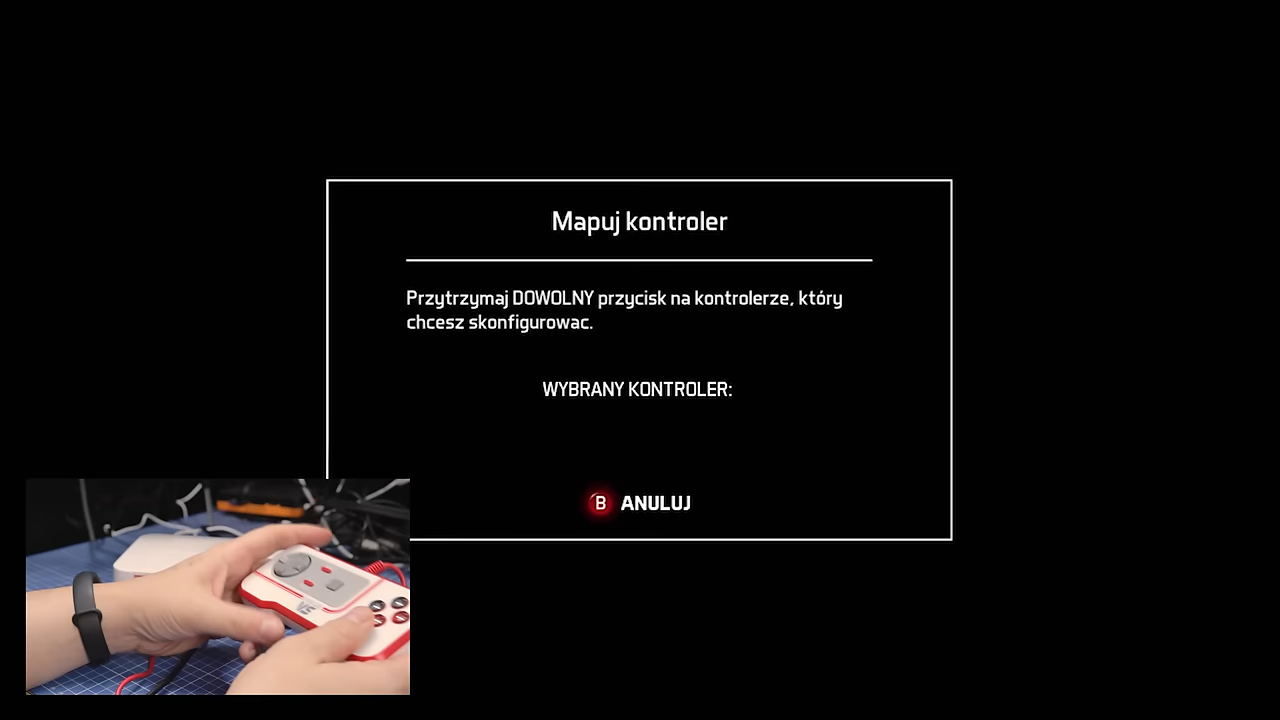 Mapuj kontroler
Przytrzymaj DOWOLNY przycisk na kontrolerze, który
chcesz skonfigurowac.
WYBRANY KONTROLER:
B ANULUJ